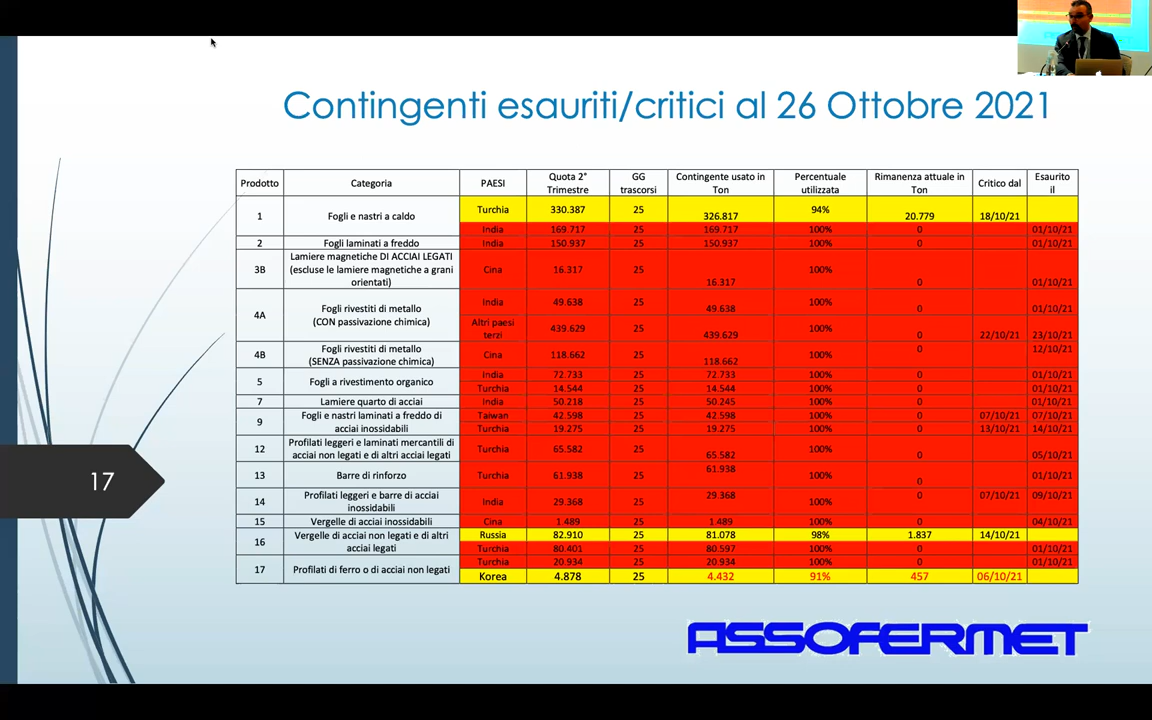 Contingenti esauriti/critici al 26 Ottobre 2021
Prodotto Categoria PAESI Quota 2° Trimestre GG trascorsi Contingente usato in Ton Percentuale utilizzata Rimanenza attuale in Ton Critico dal Esaurito il
1 Fogli e nastri a caldo Turchia 330.387 25 326.817 94% 20.779 18/10/21
India 169.717 25 169.717 100% 0 01/10/21
2 Fogli laminati a freddo India 150.937 25 150.937 100% 0 01/10/21
3B Lamiere magnetiche DI ACCIAI LEGATI (escluse le lamiere magnetiche a grani orientati) Cina 16.317 25 16.317 100% 0 01/10/21
4A Fogli rivestiti di metallo (CON passivazione chimica) India 49.638 25 49.638 100% 0 01/10/21
Altri paesi terzi 439.629 25 439.629 100% 0 22/10/21 23/10/21
4B Fogli rivestiti di metallo (SENZA passivazione chimica) Cina 118.662 25 118.662 100% 0 12/10/21
5 Fogli a rivestimento organico India 72.733 25 72.733 100% 0 01/10/21
Turchia 14.544 25 14.544 100% 0 01/10/21
7 Lamiere quarto di acciai India 50.218 25 50.245 100% 0 01/10/21
9 Fogli e nastri laminati a freddo di acciai inossidabili Taiwan 42.598 25 42.598 100% 0 07/10/21 07/10/21
Turchia 19.275 25 19.275 100% 0 13/10/21 14/10/21
12 Profilati leggeri e laminati mercantili di acciai non legati e di altri acciai legati Turchia 65.582 25 65.582 100% 0 05/10/21
13 Barre di rinforzo Turchia 61.938 25 61.938 100% 0 01/10/21
14 Profilati leggeri e barre di acciai inossidabili India 29.368 25 29.368 100% 0 07/10/21 09/10/21
15 Vergelle di acciai inossidabili Cina 1.489 25 1.489 100% 0 04/10/21
16 Vergelle di acciai non legati e di altri acciai legati Russia 82.910 25 81.078 98% 1.837 14/10/21
Turchia 80.401 25 80.597 100% 0 01/10/21
17 Profilati di ferro o di acciai non legati Turchia 20.934 25 20.934 100% 0 01/10/21
Korea 4.878 25 4.432 91% 457 06/10/21
17
ASSOFERMET